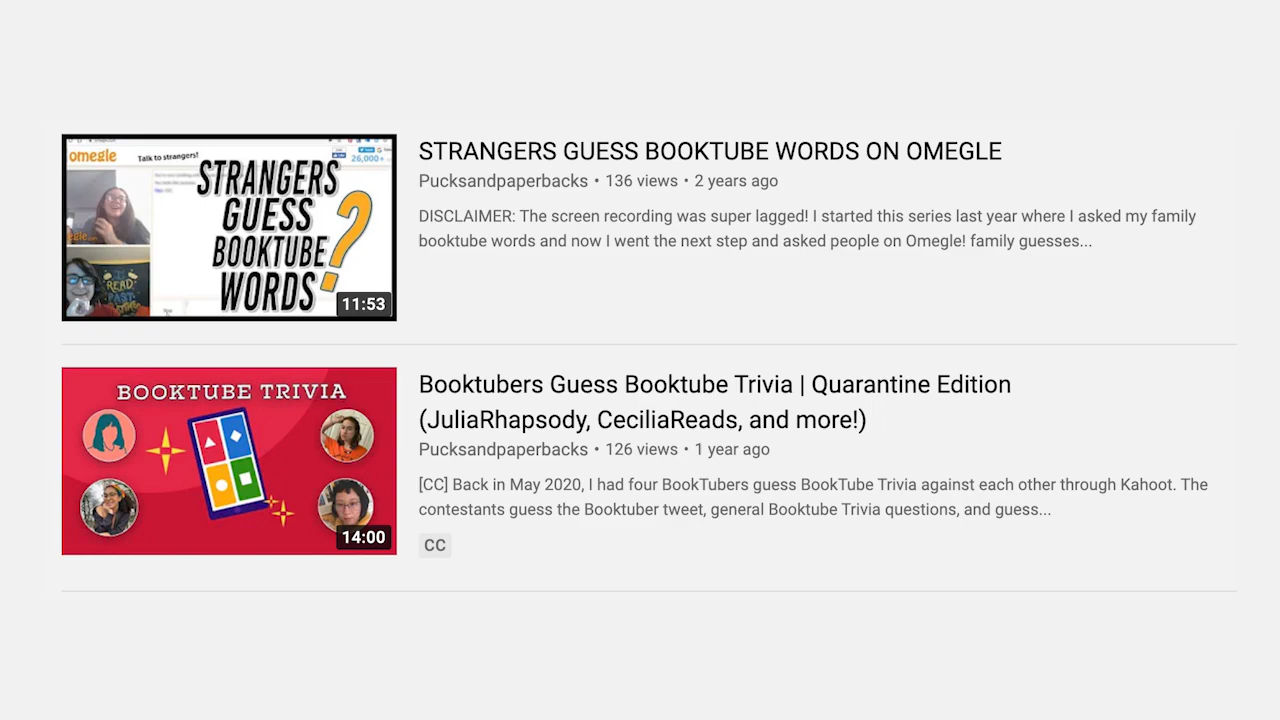 omegle
Talk to strangers!
26,000+
STRANGERS
GUESS
BOOKTUBE
WORDS
?
I
READ
PAST
11:53
STRANGERS GUESS BOOKTUBE WORDS ON OMEGLE
Pucksandpaperbacks • 136 views • 2 years ago
DISCLAIMER: The screen recording was super lagged! I started this series last year where I asked my family
booktube words and now I went the next step and asked people on Omegle! family guesses...
BOOKTUBE TRIVIA
14:00
Booktubers Guess Booktube Trivia | Quarantine Edition
(JuliaRhapsody, CeciliaReads, and more!)
Pucksandpaperbacks • 126 views • 1 year ago
[CC] Back in May 2020, I had four BookTubers guess BookTube Trivia against each other through Kahoot. The
contestants guess the Booktuber tweet, general Booktube Trivia questions, and guess...
CC